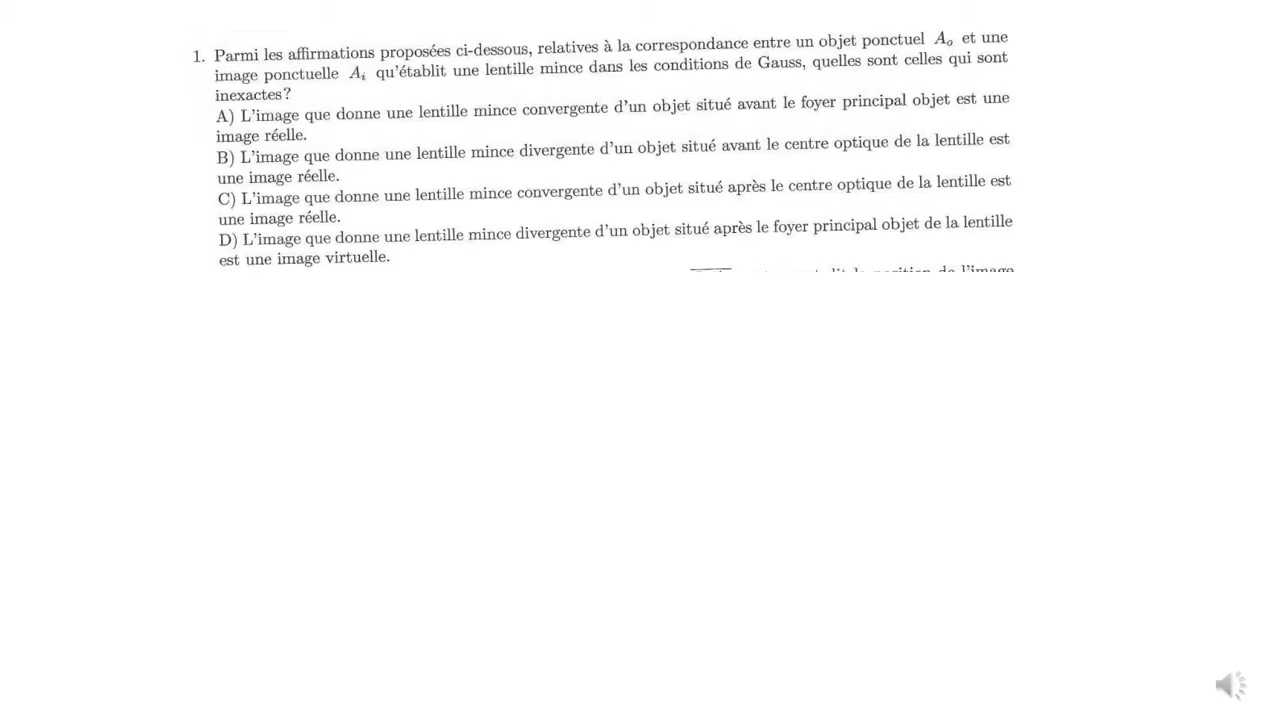 1. Parmi les affirmations proposées ci-dessous, relatives à la correspondance entre un objet ponctuel A_o et une
image ponctuelle A_i qu'établit une lentille mince dans les conditions de Gauss, quelles sont celles qui sont
inexactes?
A) L'image que donne une lentille mince convergente d'un objet situé avant le foyer principal objet est une
image réelle.
B) L'image que donne une lentille mince divergente d'un objet situé avant le centre optique de la lentille est
une image réelle.
C) L'image que donne une lentille mince convergente d'un objet situé après le centre optique de la lentille est
une image réelle.
D) L'image que donne une lentille mince divergente d'un objet situé après le foyer principal objet de la lentille
est une image virtuelle.
position de l'image